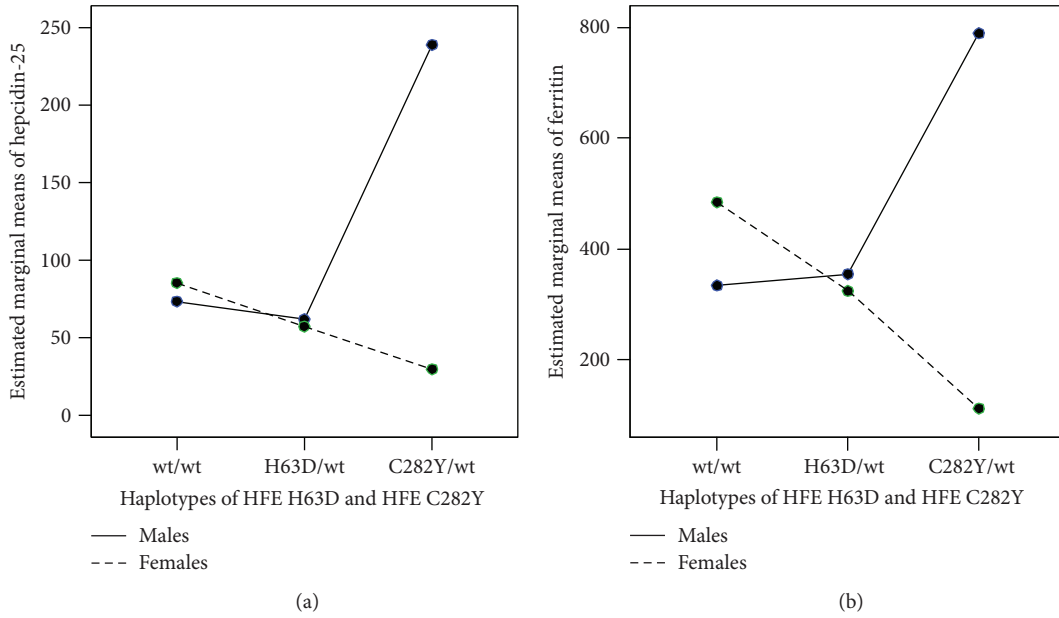 Estimated marginal means of hepcidin-25
250
200
150
100
50
0
wt/wt H63D/wt C282Y/wt
Haplotypes of HFE H63D and HFE C282Y
Males
Females
(a)
Estimated marginal means of ferritin
800
600
400
200
wt/wt H63D/wt C282Y/wt
Haplotypes of HFE H63D and HFE C282Y
Males
Females
(b)